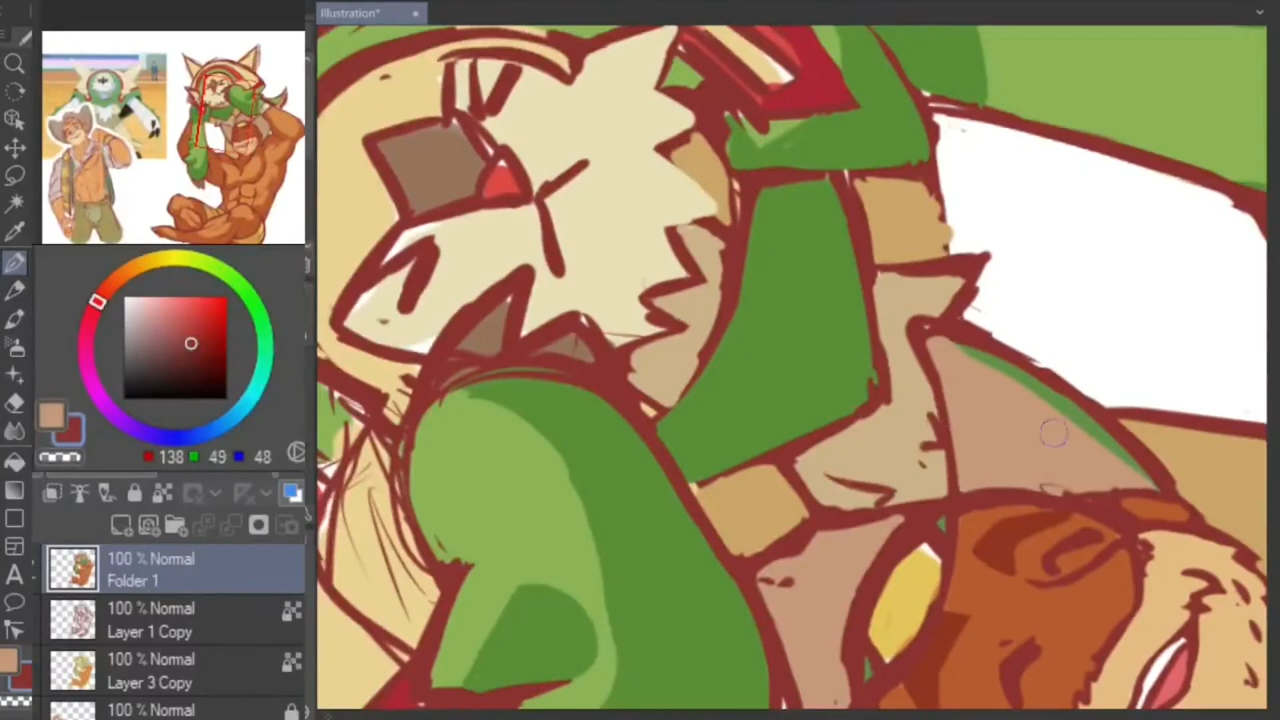 Illustration*
138 49 48
100 % Normal
Folder 1
100 % Normal
Layer 1 Copy
100 % Normal
Layer 3 Copy
100 % Normal